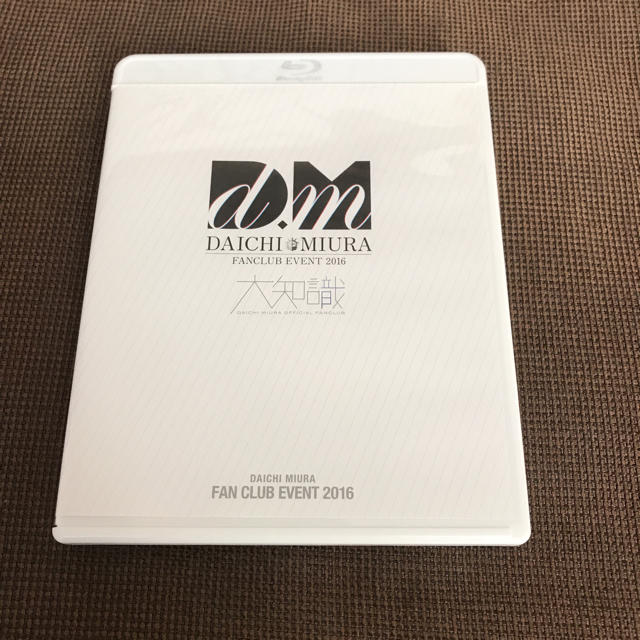 D.M
d.m
DAICHI MIURA
FANCLUB EVENT 2016
大知識
DAICHI MIURA OFFICIAL FANCLUB
DAICHI MIURA
FAN CLUB EVENT 2016